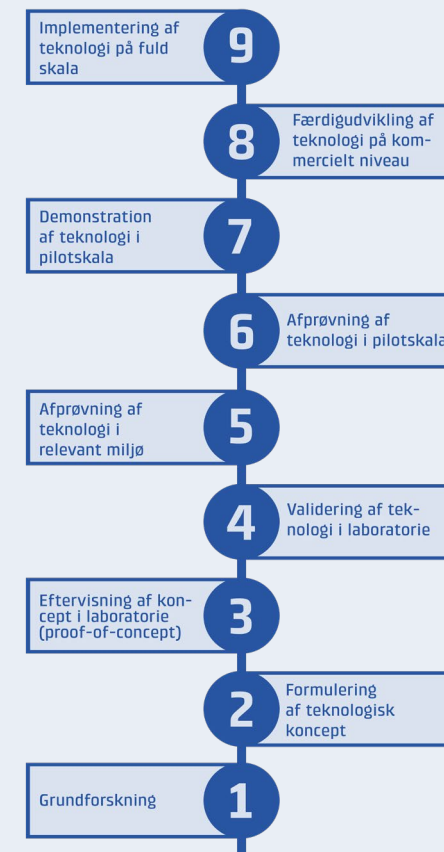 Implementering af
teknologi på fuld
skala
9
8
Færdigudvikling af
teknologi på kom-
mercielt niveau
Demonstration
af teknologi i
pilotskala
7
6
Afprøvning af
teknologi i pilotskala
Afprøvning af
teknologi i
relevant miljø
5
4
Validering af tek-
nologi i laboratorie
Eftervisning af kon-
cept i laboratorie
(proof-of-concept)
3
2
Formulering
af teknologisk
koncept
Grundforskning
1